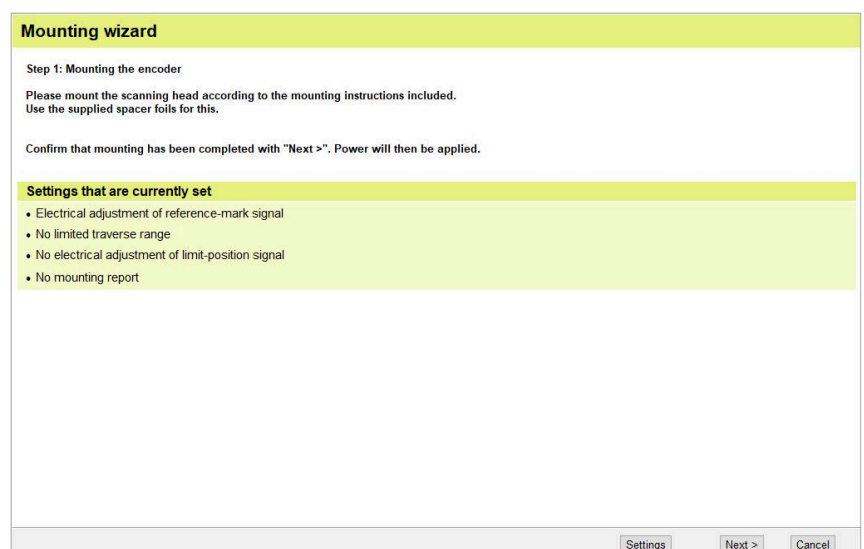 Mounting wizard
Step 1: Mounting the encoder
Please mount the scanning head according to the mounting instructions included.
Use the supplied spacer foils for this.
Confirm that mounting has been completed with "Next >". Power will then be applied.
Settings that are currently set
• Electrical adjustment of reference-mark signal
• No limited traverse range
• No electrical adjustment of limit-position signal
• No mounting report
Settings Next > Cancel